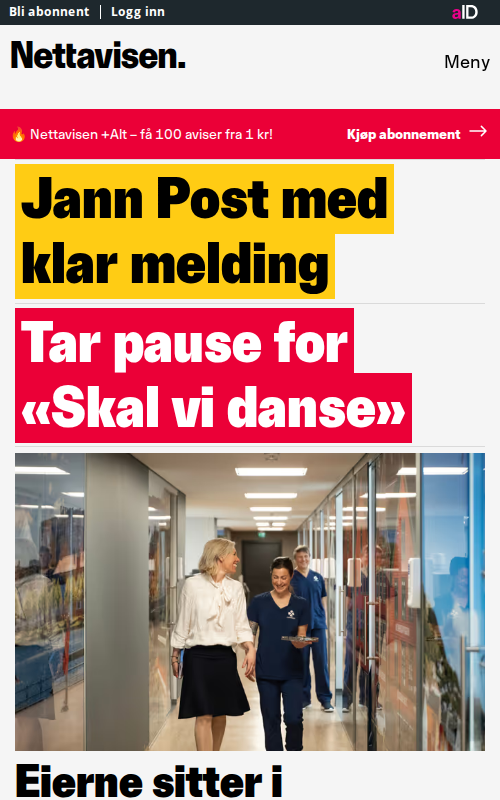 Bli abonnent
Logg inn
aID
Nettavisen.
Meny
🔥 Nettavisen +Alt – få 100 aviser fra 1 kr!
Kjøp abonnement →
Jann Post med
klar melding
Tar pause for
«Skal vi danse»
Eierne sitter i